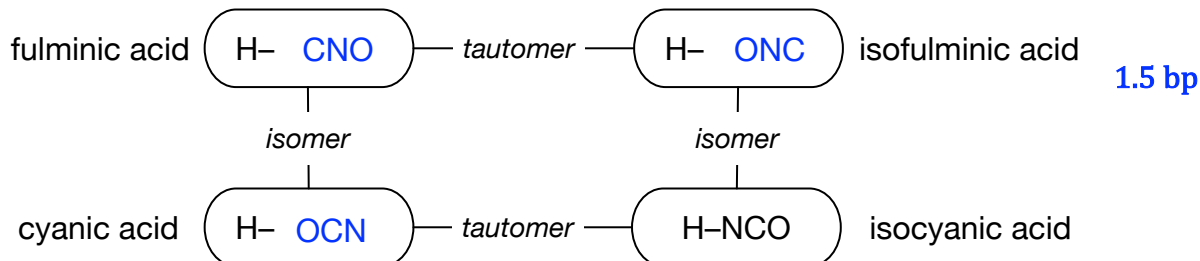 fulminic acid H– CNO tautomer H– ONC isofulminic acid
1.5 bp
isomer isomer
cyanic acid H– OCN tautomer H–NCO isocyanic acid